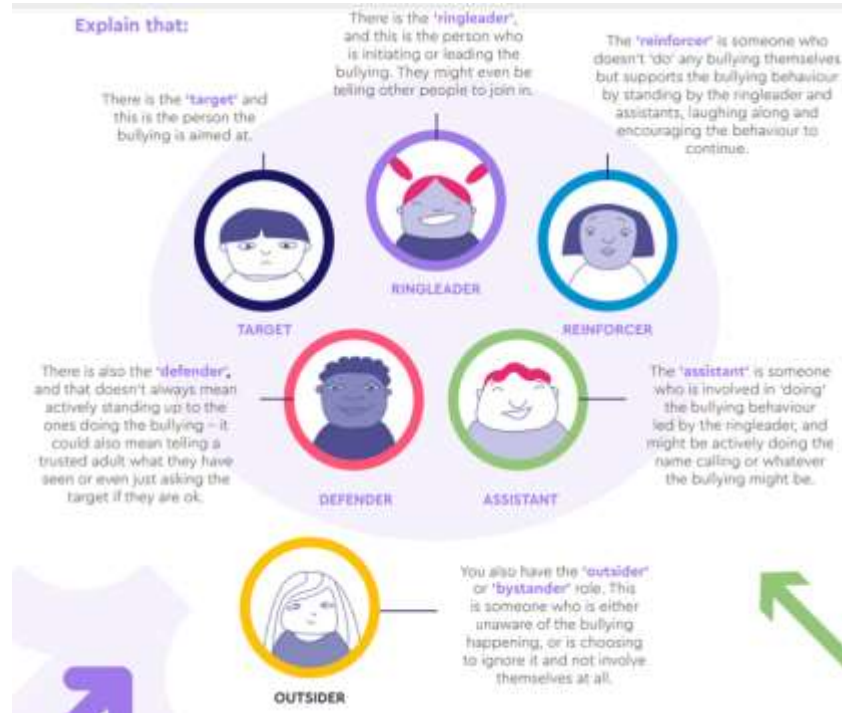 Explain that:
There is the 'ringleader',
and this is the person who
is initiating or leading the
bullying. They might even be
telling other people to join in.
The 'reinforcer' is someone who
doesn't 'do' any bullying themselves
but supports the bullying behaviour
by standing by the ringleader and
assistants, laughing along and
encouraging the behaviour to
continue.
There is the 'target' and
this is the person the
bullying is aimed at.
RINGLEADER
TARGET
REINFORCER
There is also the 'defender',
and that doesn't always mean
actively standing up to the
ones doing the bullying – it
could also mean telling a
trusted adult what they have
seen or even just asking the
target if they are ok.
The 'assistant' is someone
who is involved in 'doing'
the bullying behaviour
led by the ringleader, and
might be actively doing the
name calling or whatever
the bullying might be.
DEFENDER
ASSISTANT
You also have the 'outsider'
or 'bystander' role. This
is someone who is either
unaware of the bullying
happening, or is choosing
to ignore it and not involve
themselves at all.
OUTSIDER